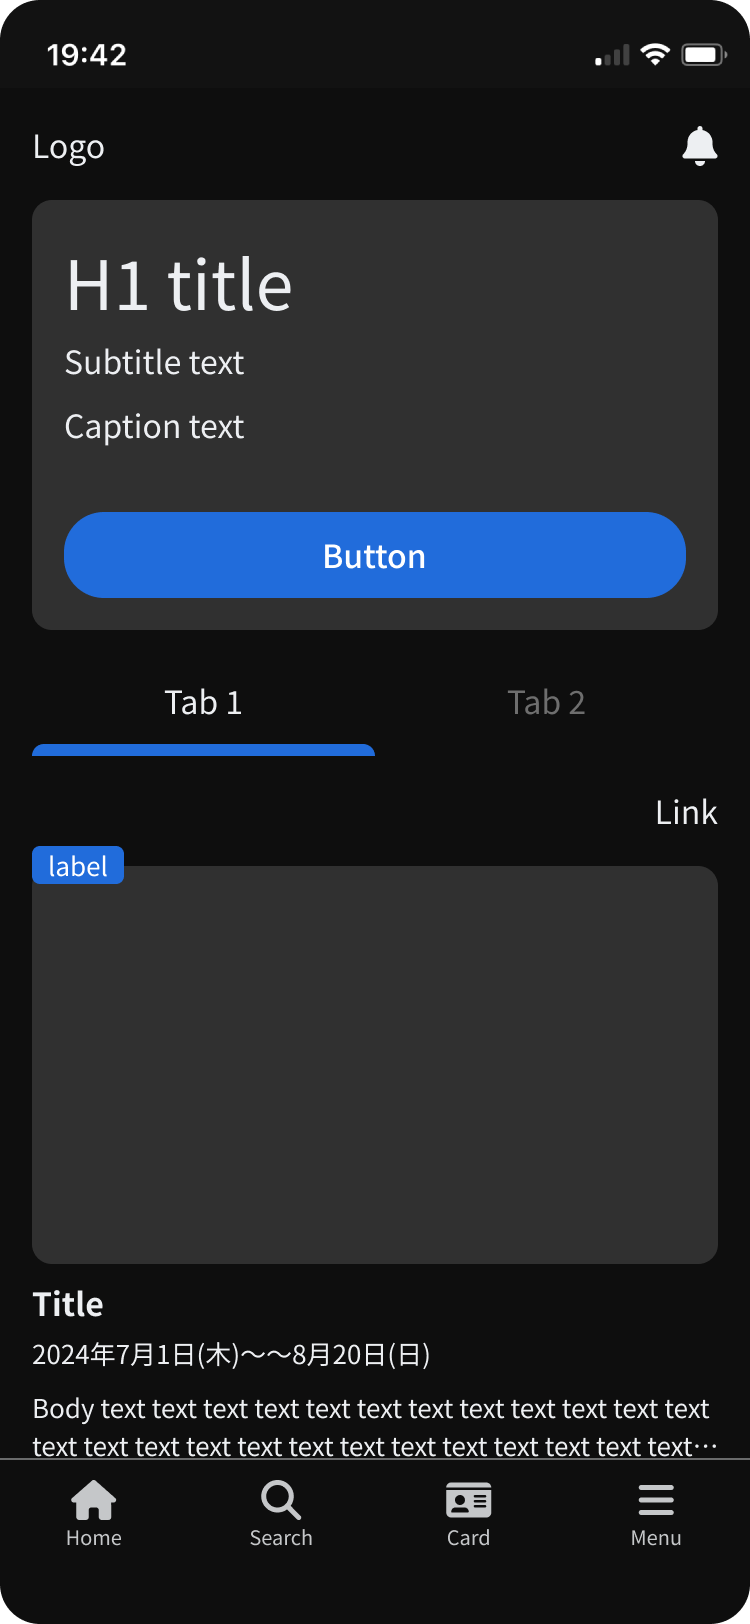 19:42
Logo
H1 title
Subtitle text
Caption text
Button
Tab 1
Tab 2
Link
label
Title
2024年7月1日(木)〜〜8月20日(日)
Body text text text text text text text text text text text text
text text text text text text text text text text text text text…
Home
Search
Card
Menu